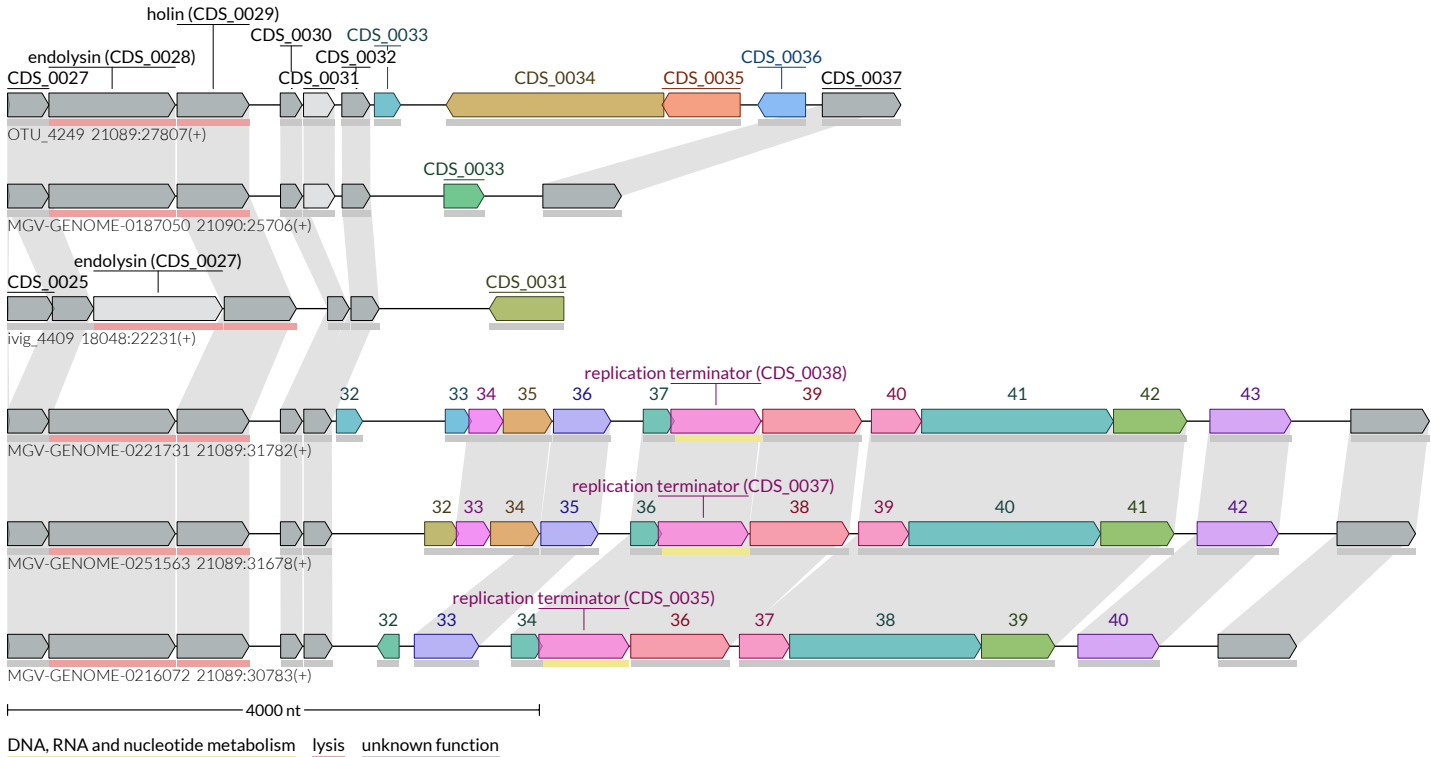 holin (CDS_0029)
CDS_0030 CDS_0033
endolysin (CDS_0028) CDS_0032 CDS_0036
CDS_0027 CDS_0031 CDS_0034 CDS_0035 CDS_0037
OTU_4249 21089:27807(+)
CDS_0033
MGV-GENOME-0187050 21090:25706(+)
endolysin (CDS_0027)
CDS_0025 CDS_0031
ivig_4409 18048:22231(+)
replication terminator (CDS_0038)
32 33 34 35 36 37 39 40 41 42 43
MGV-GENOME-0221731 21089:31782(+)
replication terminator (CDS_0037)
32 33 34 35 36 38 39 40 41 42
MGV-GENOME-0251563 21089:31678(+)
replication terminator (CDS_0035)
32 33 34 36 37 38 39 40
MGV-GENOME-0216072 21089:30783(+)
4000 nt
DNA, RNA and nucleotide metabolism lysis unknown function